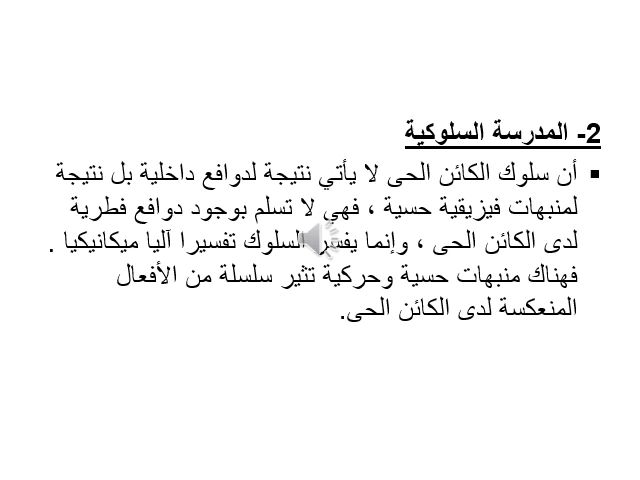 2- المدرسة السلوكية
▪ أن سلوك الكائن الحى لا يأتي نتيجة لدوافع داخلية بل نتيجة
لمنبهات فيزيقية حسية ، فهي لا تسلم بوجود دوافع فطرية
لدى الكائن الحى ، وإنما يفسر السلوك تفسيرا آليا ميكانيكيا .
فهناك منبهات حسية وحركية تثير سلسلة من الأفعال
المنعكسة لدى الكائن الحى.